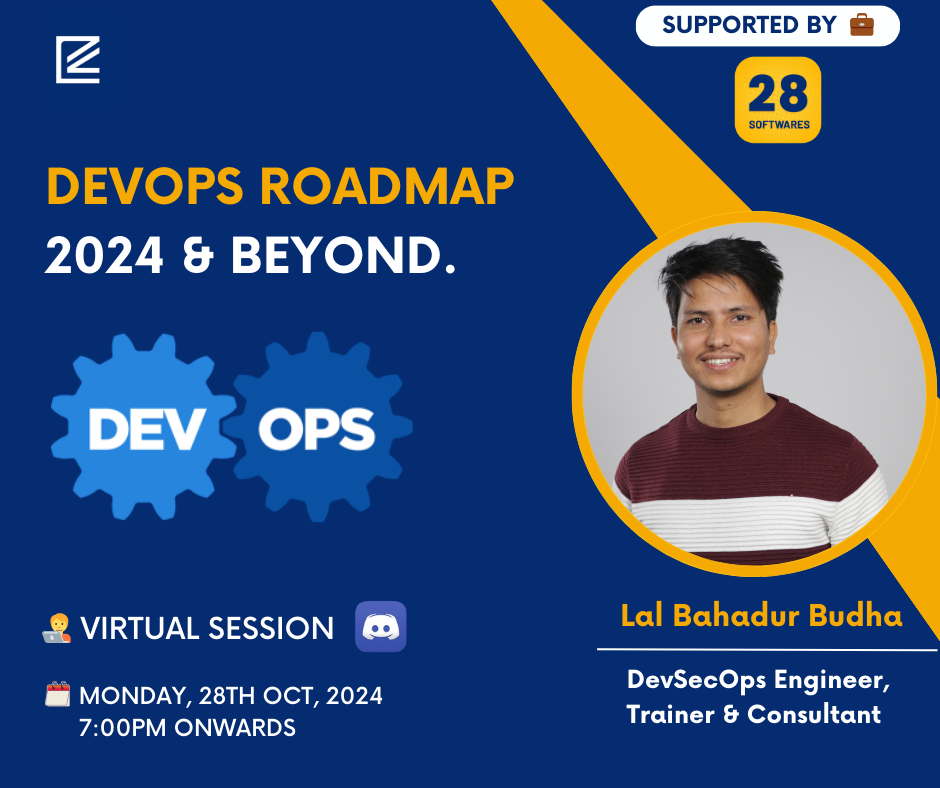 SUPPORTED BY
28
SOFTWARES
DEVOPS ROADMAP
2024 & BEYOND.
DEV OPS
VIRTUAL SESSION
MONDAY, 28TH OCT, 2024
7:00PM ONWARDS
Lal Bahadur Budha
DevSecOps Engineer,
Trainer & Consultant